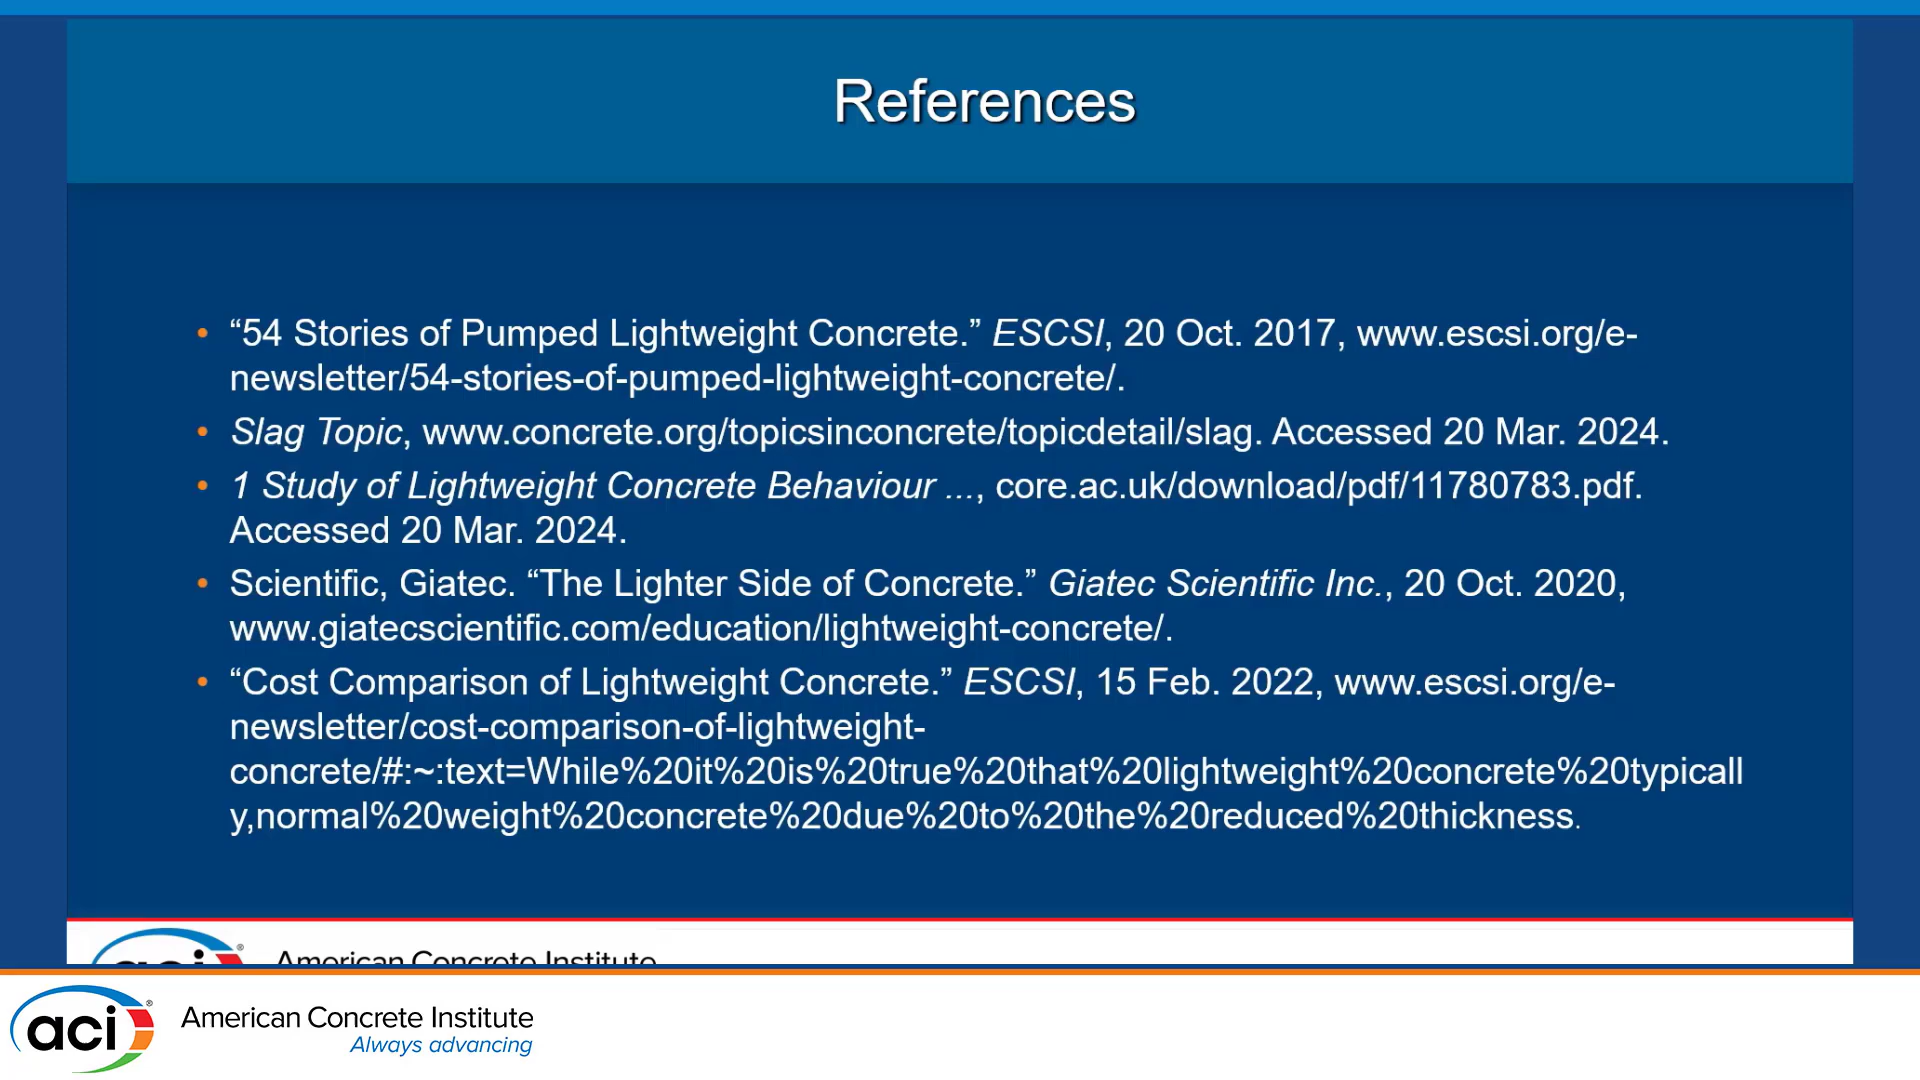 References
• “54 Stories of Pumped Lightweight Concrete.” ESCSI, 20 Oct. 2017, www.escsi.org/e-
newsletter/54-stories-of-pumped-lightweight-concrete/.
• Slag Topic, www.concrete.org/topicsinconcrete/topicdetail/slag. Accessed 20 Mar. 2024.
• 1 Study of Lightweight Concrete Behaviour ..., core.ac.uk/download/pdf/11780783.pdf.
Accessed 20 Mar. 2024.
• Scientific, Giatec. “The Lighter Side of Concrete.” Giatec Scientific Inc., 20 Oct. 2020,
www.giatecscientific.com/education/lightweight-concrete/.
• “Cost Comparison of Lightweight Concrete.” ESCSI, 15 Feb. 2022, www.escsi.org/e-
newsletter/cost-comparison-of-lightweight-
concrete/#:~:text=While%20it%20is%20true%20that%20lightweight%20concrete%20typicall
y,normal%20weight%20concrete%20due%20to%20the%20reduced%20thickness.
aci® American Concrete Institute
aci® American Concrete Institute
Always advancing